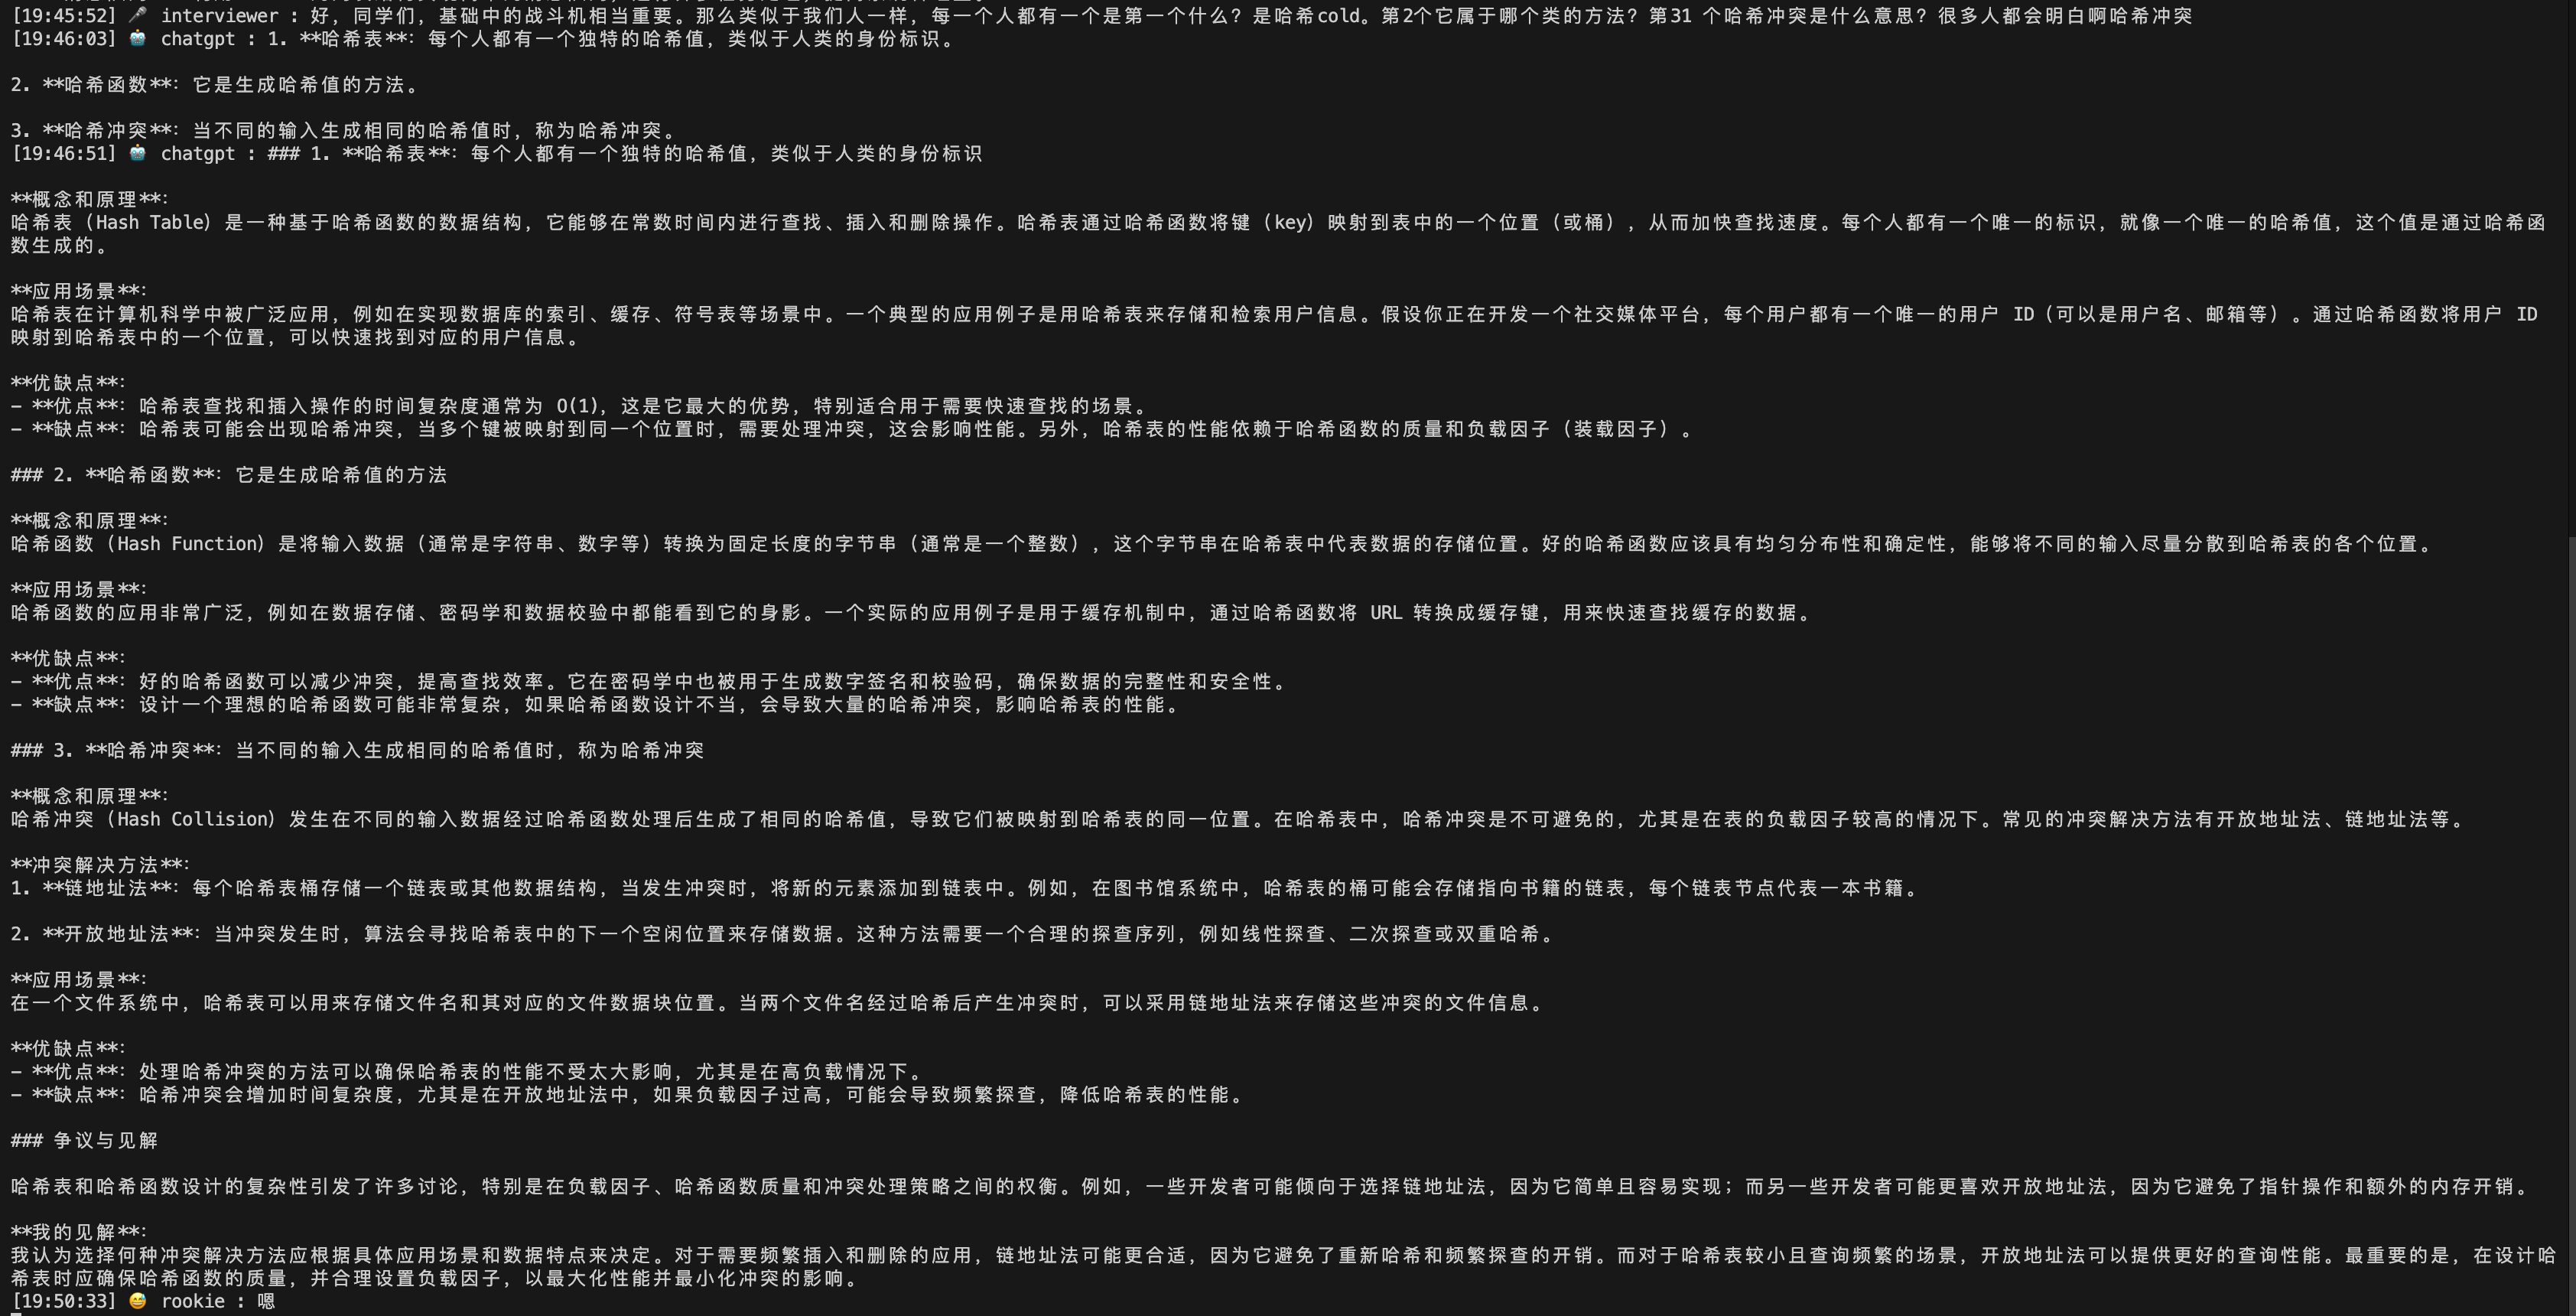 [19:45:52] 🎤 interviewer : 好，同学们，基础中的战斗机相当重要。那么类似于我们人一样，每一个人都有一个是第一个什么？是哈希cold。第2个它属于哪个类的方法？第31 个哈希冲突是什么意思？很多人都会明白啊哈希冲突
[19:46:03] 🤖 chatgpt : 1. **哈希表**：每个人都有一个独特的哈希值，类似于人类的身份标识。
2. **哈希函数**：它是生成哈希值的方法。
3. **哈希冲突**：当不同的输入生成相同的哈希值时，称为哈希冲突。
[19:46:51] 🤖 chatgpt : ### 1. **哈希表**：每个人都有一个独特的哈希值，类似于人类的身份标识
**概念和原理**：
哈希表（Hash Table）是一种基于哈希函数的数据结构，它能够在常数时间内进行查找、插入和删除操作。哈希表通过哈希函数将键（key）映射到表中的一个位置（或桶），从而加快查找速度。每个人都有一个唯一的标识，就像一个唯一的哈希值，这个值是通过哈希函
数生成的。
**应用场景**：
哈希表在计算机科学中被广泛应用，例如在实现数据库的索引、缓存、符号表等场景中。一个典型的应用例子是用哈希表来存储和检索用户信息。假设你正在开发一个社交媒体平台，每个用户都有一个唯一的用户 ID（可以是用户名、邮箱等）。通过哈希函数将用户 ID
映射到哈希表中的一个位置，可以快速找到对应的用户信息。
**优缺点**：
- **优点**：哈希表查找和插入操作的时间复杂度通常为 O(1)，这是它最大的优势，特别适合用于需要快速查找的场景。
- **缺点**：哈希表可能会出现哈希冲突，当多个键被映射到同一个位置时，需要处理冲突，这会影响性能。另外，哈希表的性能依赖于哈希函数的质量和负载因子（装载因子）。
### 2. **哈希函数**：它是生成哈希值的方法
**概念和原理**：
哈希函数（Hash Function）是将输入数据（通常是字符串、数字等）转换为固定长度的字节串（通常是一个整数），这个字节串在哈希表中代表数据的存储位置。好的哈希函数应该具有均匀分布性和确定性，能够将不同的输入尽量分散到哈希表的各个位置。
**应用场景**：
哈希函数的应用非常广泛，例如在数据存储、密码学和数据校验中都能看到它的身影。一个实际的应用例子是用于缓存机制中，通过哈希函数将 URL 转换成缓存键，用来快速查找缓存的数据。
**优缺点**：
- **优点**：好的哈希函数可以减少冲突，提高查找效率。它在密码学中也被用于生成数字签名和校验码，确保数据的完整性和安全性。
- **缺点**：设计一个理想的哈希函数可能非常复杂，如果哈希函数设计不当，会导致大量的哈希冲突，影响哈希表的性能。
### 3. **哈希冲突**：当不同的输入生成相同的哈希值时，称为哈希冲突
**概念和原理**：
哈希冲突（Hash Collision）发生在不同的输入数据经过哈希函数处理后生成了相同的哈希值，导致它们被映射到哈希表的同一位置。在哈希表中，哈希冲突是不可避免的，尤其是在表的负载因子较高的情况下。常见的冲突解决方法有开放地址法、链地址法等。
**冲突解决方法**：
1. **链地址法**：每个哈希表桶存储一个链表或其他数据结构，当发生冲突时，将新的元素添加到链表中。例如，在图书馆系统中，哈希表的桶可能会存储指向书籍的链表，每个链表节点代表一本书籍。
2. **开放地址法**：当冲突发生时，算法会寻找哈希表中的下一个空闲位置来存储数据。这种方法需要一个合理的探查序列，例如线性探查、二次探查或双重哈希。
**应用场景**：
在一个文件系统中，哈希表可以用来存储文件名和其对应的文件数据块位置。当两个文件名经过哈希后产生冲突时，可以采用链地址法来存储这些冲突的文件信息。
**优缺点**：
- **优点**：处理哈希冲突的方法可以确保哈希表的性能不受太大影响，尤其是在高负载情况下。
- **缺点**：哈希冲突会增加时间复杂度，尤其是在开放地址法中，如果负载因子过高，可能会导致频繁探查，降低哈希表的性能。
### 争议与见解
哈希表和哈希函数设计的复杂性引发了许多讨论，特别是在负载因子、哈希函数质量和冲突处理策略之间的权衡。例如，一些开发者可能倾向于选择链地址法，因为它简单且容易实现；而另一些开发者可能更喜欢开放地址法，因为它避免了指针操作和额外的内存开销。
**我的见解**：
我认为选择何种冲突解决方法应根据具体应用场景和数据特点来决定。对于需要频繁插入和删除的应用，链地址法可能更合适，因为它避免了重新哈希和频繁探查的开销。而对于哈希表较小且查询频繁的场景，开放地址法可以提供更好的查询性能。最重要的是，在设计哈
希表时应确保哈希函数的质量，并合理设置负载因子，以最大化性能并最小化冲突的影响。
[19:50:33] 😅 rookie : 嗯